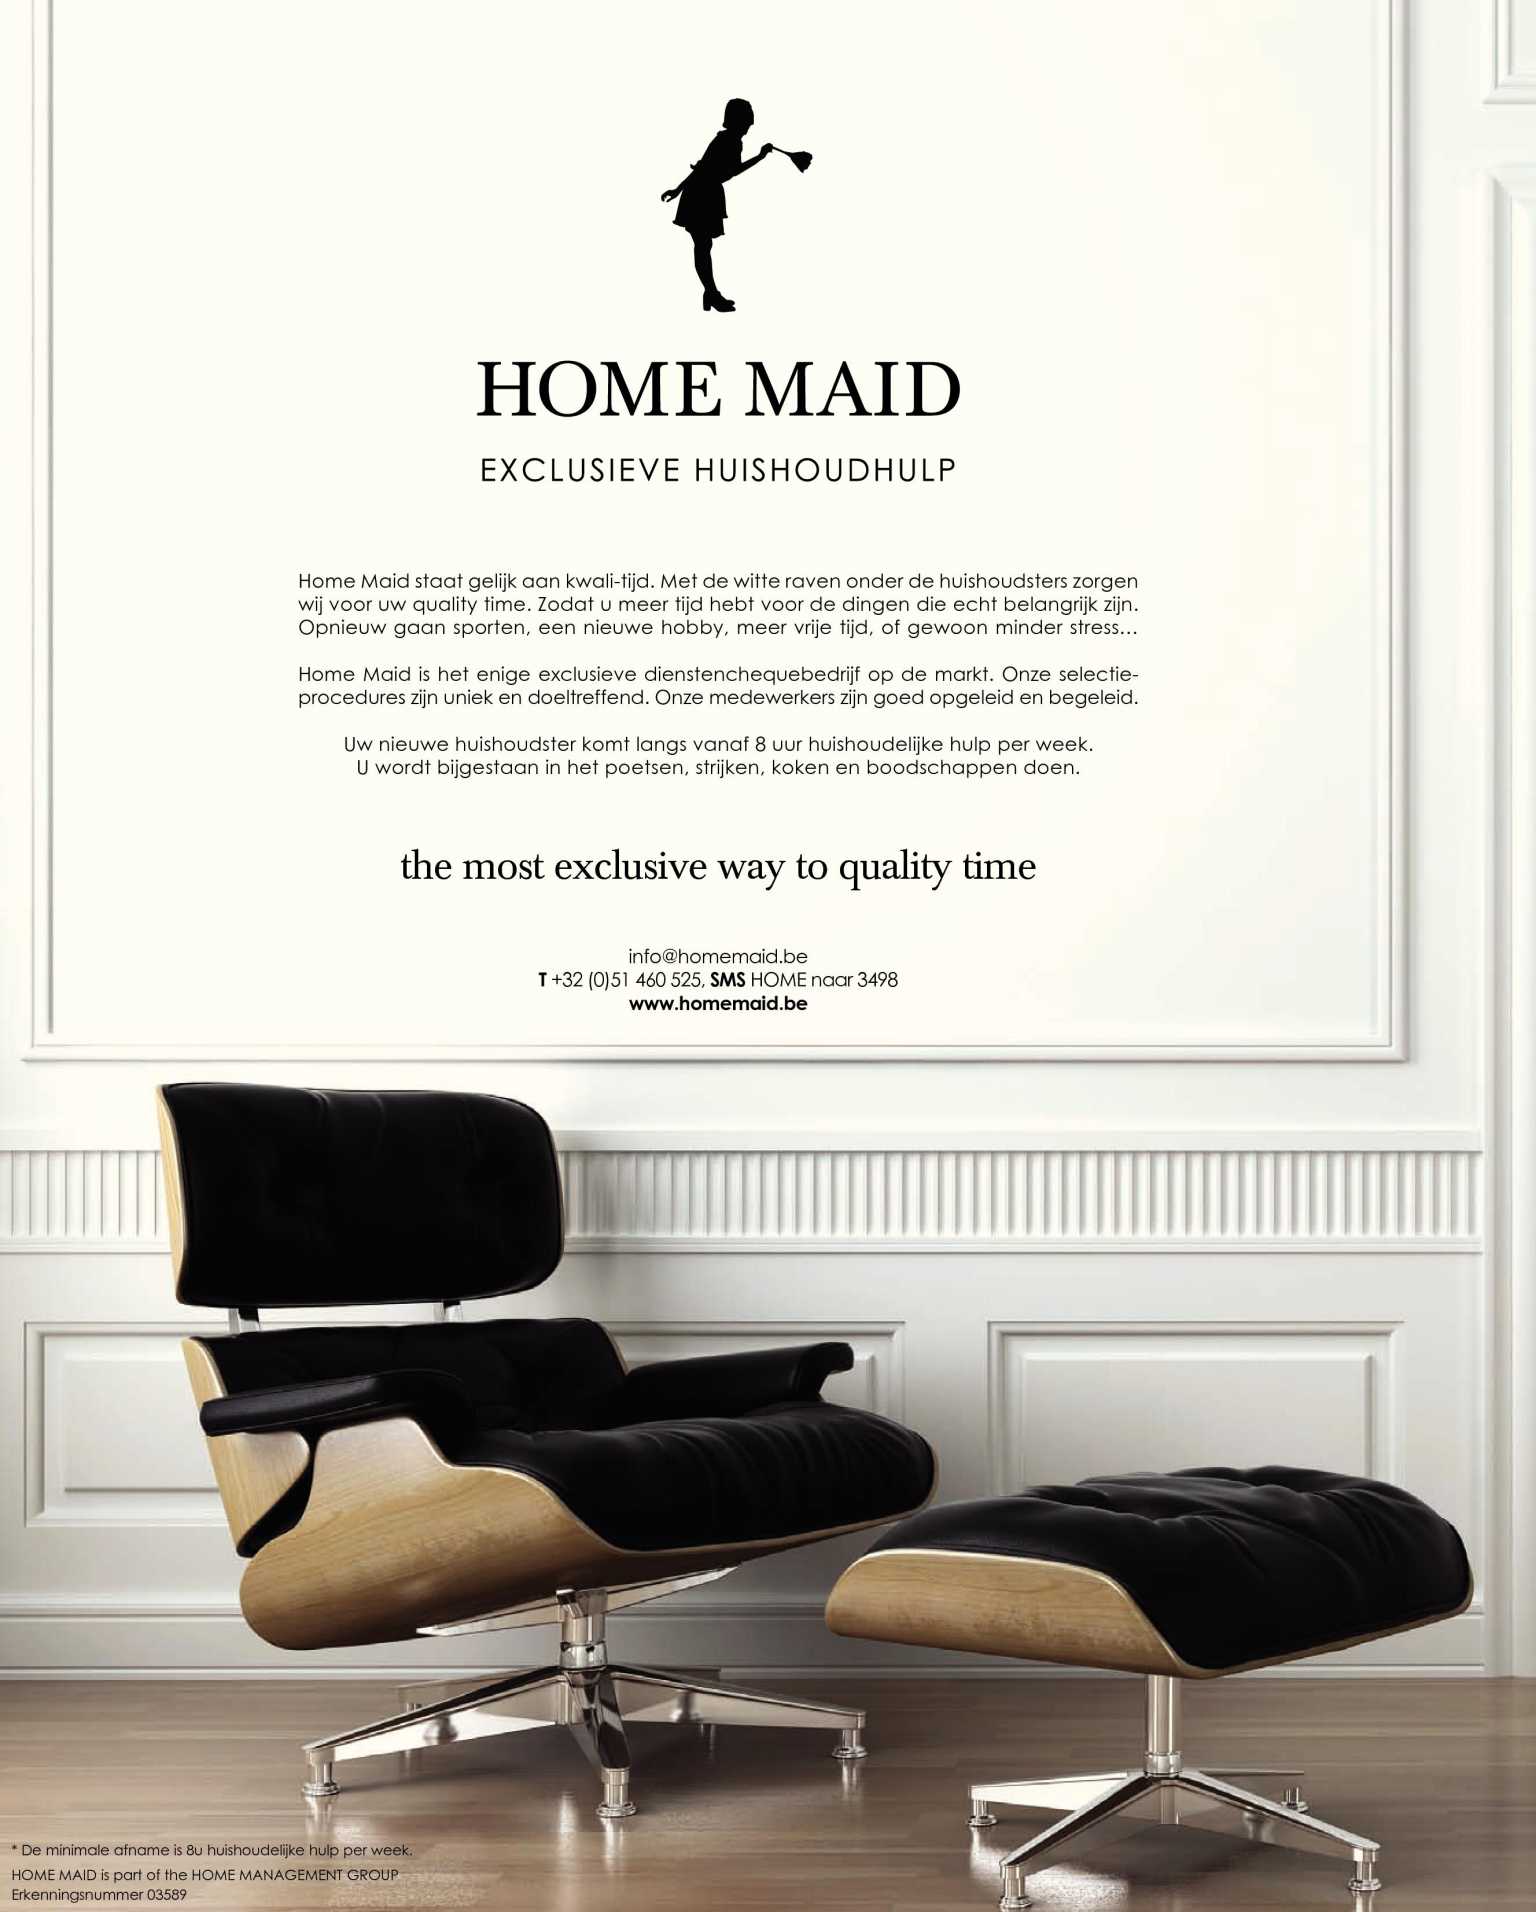 HOME MAID
EXCLUSIEVE HUISHOUDHULP
Home Maid staat gelijk aan kwali-tijd. Met de witte raven onder de huishoudsters zorgen
wij voor uw quality time. Zodat u meer tijd hebt voor de dingen die echt belangrijk zijn.
Opnieuw gaan sporten, een nieuwe hobby, meer vrije tijd, of gewoon minder stress…
Home Maid is het enige exclusieve dienstenchequebedrijf op de markt. Onze selectie-
procedures zijn uniek en doeltreffend. Onze medewerkers zijn goed opgeleid en begeleid.
Uw nieuwe huishoudster komt langs vanaf 8 uur huishoudelijke hulp per week.
U wordt bijgestaan in het poetsen, strijken, koken en boodschappen doen.
the most exclusive way to quality time
info@homemaid.be
T +32 (0)51 460 525, SMS HOME naar 3498
www.homemaid.be
* De minimale afname is 8u huishoudelijke hulp per week.
HOME MAID is part of the HOME MANAGEMENT GROUP
Erkenningsnummer 03589